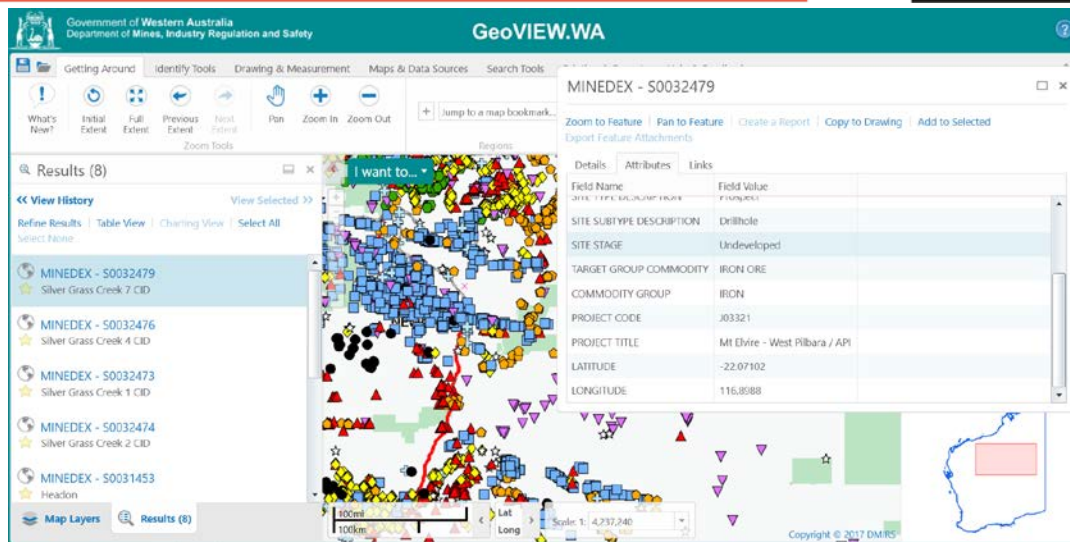 Government of Western Australia
Department of Mines, Industry Regulation and Safety
GeoVIEW.WA
Getting Around
Identify Tools
Drawing & Measurement
Maps & Data Sources
Search Tools
What's New?
Initial Extent
Full Extent
Previous Extent
Next Extent
Pan
Zoom In
Zoom Out
Zoom Tools
Jump to a map bookmark...
Regions
Results (8)
<< View History
View Selected >>
Refine Results
Table View
Charting View
Select All
Select None
MINEDEX - S0032479
Silver Grass Creek 7 CID
MINEDEX - S0032476
Silver Grass Creek 4 CID
MINEDEX - S0032473
Silver Grass Creek 1 CID
MINEDEX - S0032474
Silver Grass Creek 2 CID
MINEDEX - S0031453
Headon
Map Layers
Results (8)
I want to...
100mi
100km
Lat
Long
Scale: 1: 4,237,240
Copyright © 2017 DMIRS
MINEDEX - S0032479
Zoom to Feature
Pan to Feature
Create a Report
Copy to Drawing
Add to Selected
Export Feature Attachments
Details
Attributes
Links
Field Name Field Value
SITE TYPE DESCRIPTION Prospect
SITE SUBTYPE DESCRIPTION Drillhole
SITE STAGE Undeveloped
TARGET GROUP COMMODITY IRON ORE
COMMODITY GROUP IRON
PROJECT CODE J03321
PROJECT TITLE Mt Elvire - West Pilbara / API
LATITUDE -22.07102
LONGITUDE 116.8988